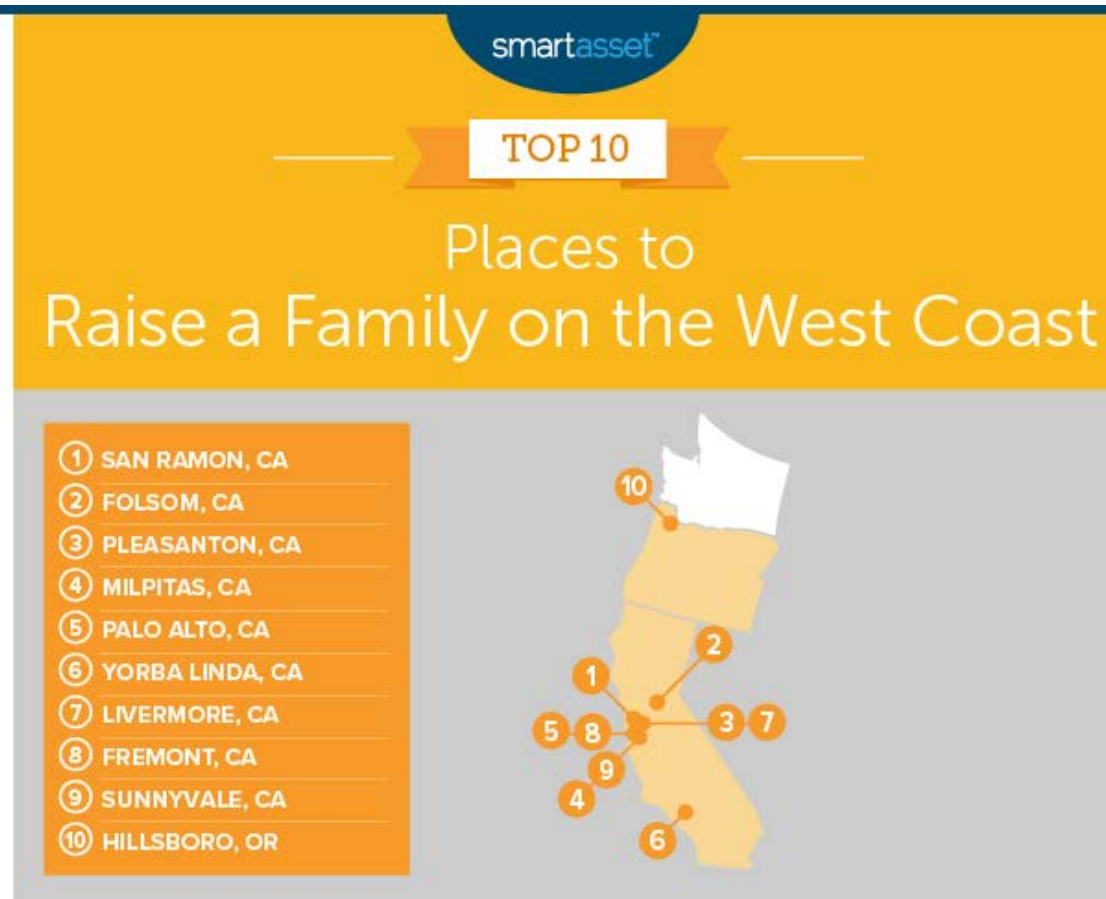 smartasset™
TOP 10
Places to
Raise a Family on the West Coast
1 SAN RAMON, CA
2 FOLSOM, CA
3 PLEASANTON, CA
4 MILPITAS, CA
5 PALO ALTO, CA
6 YORBA LINDA, CA
7 LIVERMORE, CA
8 FREMONT, CA
9 SUNNYVALE, CA
10 HILLSBORO, OR
10
2
1
5 8 3 7
9
4
6